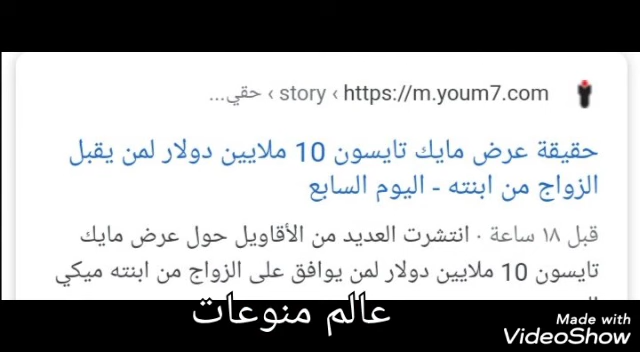 https://m.youm7.com › story › حقي...
حقيقة عرض مايك تايسون 10 ملايين دولار لمن يقبل
الزواج من ابنته - اليوم السابع
قبل ١٨ ساعة · انتشرت العديد من الأقاويل حول عرض مايك
تايسون 10 ملايين دولار لمن يوافق على الزواج من ابنته ميكي
عالم منوعات
Made with
VideoShow